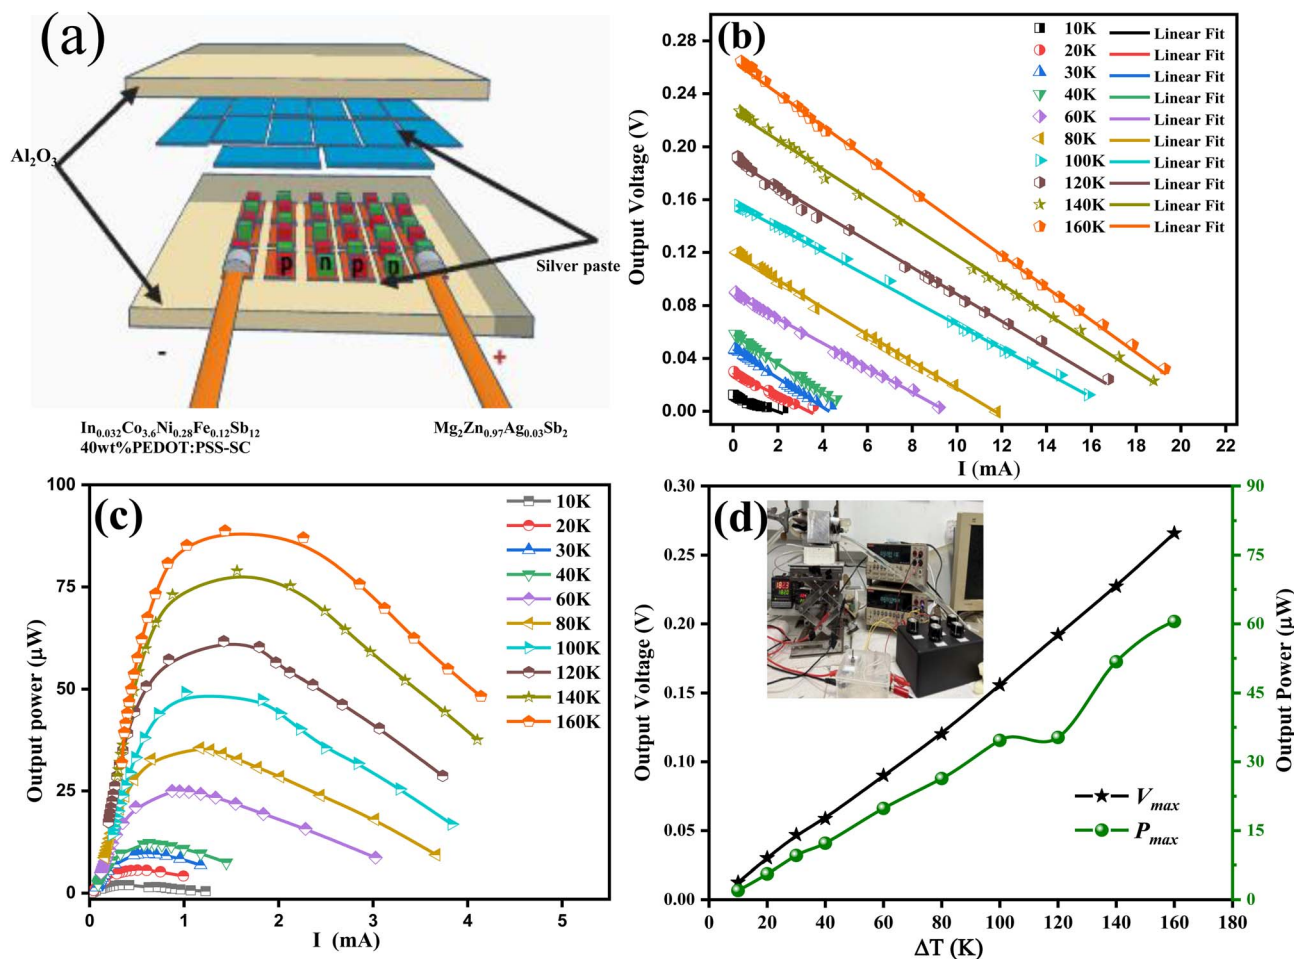 (a)
Al₂O₃
Silver paste
p n p n
-
+
In₀.₀₃₂Co₃.₆Ni₀.₂₈Fe₀.₁₂Sb₁₂
40wt%PEDOT:PSS-SC
Mg₂Zn₀.₉₇Ag₀.₀₃Sb₂
(b)
10K Linear Fit
20K Linear Fit
30K Linear Fit
40K Linear Fit
60K Linear Fit
80K Linear Fit
100K Linear Fit
120K Linear Fit
140K Linear Fit
160K Linear Fit
Output Voltage (V)
0.28
0.24
0.20
0.16
0.12
0.08
0.04
0.00
0 2 4 6 8 10 12 14 16 18 20 22
I (mA)
(c)
10K
20K
30K
40K
60K
80K
100K
120K
140K
160K
Output power (µW)
100
75
50
25
0
0 1 2 3 4 5
I (mA)
(d)
Output Voltage (V)
0.30
0.25
0.20
0.15
0.10
0.05
0.00
Vmax
Pmax
0 20 40 60 80 100 120 140 160 180
ΔT (K)
90
75
60
45
30
15
0
Output Power (µW)